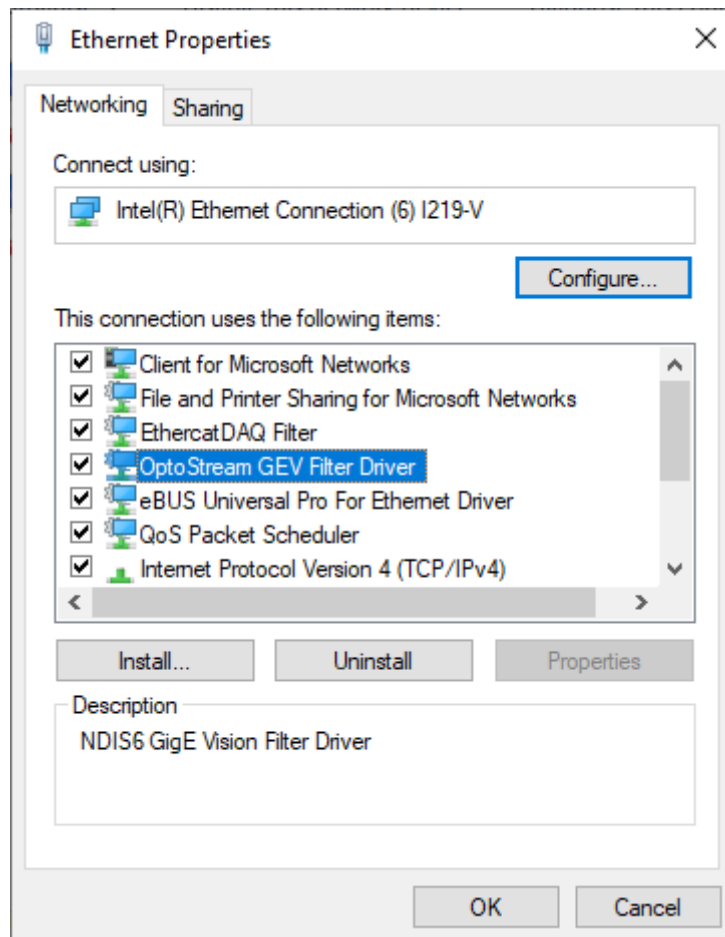 Ethernet Properties
Networking
Sharing
Connect using:
Intel(R) Ethernet Connection (6) I219-V
Configure...
This connection uses the following items:
Client for Microsoft Networks
File and Printer Sharing for Microsoft Networks
EthercatDAQ Filter
OptoStream GEV Filter Driver
eBUS Universal Pro For Ethernet Driver
QoS Packet Scheduler
Internet Protocol Version 4 (TCP/IPv4)
Install...
Uninstall
Properties
Description
NDIS6 GigE Vision Filter Driver
OK
Cancel